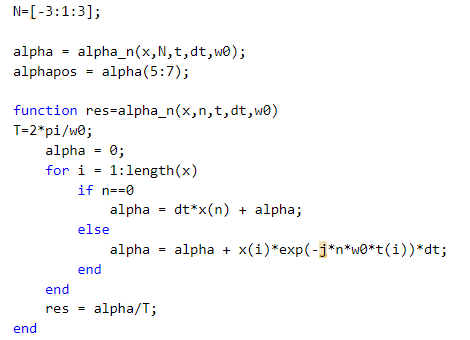 N=[-3:1:3];
alpha = alpha_n(x,N,t,dt,w0);
alphapos = alpha(5:7);
function res=alpha_n(x,n,t,dt,w0)
T=2*pi/w0;
alpha = 0;
for i = 1:length(x)
if n==0
alpha = dt*x(n) + alpha;
else
alpha = alpha + x(i)*exp(-j*n*w0*t(i))*dt;
end
end
res = alpha/T;
end